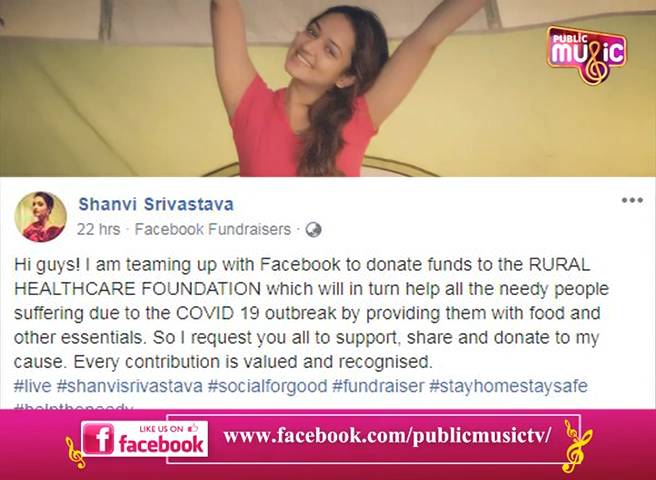 PUBLIC
music
Shanvi Srivastava
22 hrs · Facebook Fundraisers ·
Hi guys! I am teaming up with Facebook to donate funds to the RURAL
HEALTHCARE FOUNDATION which will in turn help all the needy people
suffering due to the COVID 19 outbreak by providing them with food and
other essentials. So I request you all to support, share and donate to my
cause. Every contribution is valued and recognised.
#live #shanvisrivastava #socialforgood #fundraiser #stayhomestaysafe
#helptheneedy
LIKE US ON
facebook
www.facebook.com/publicmusictv/